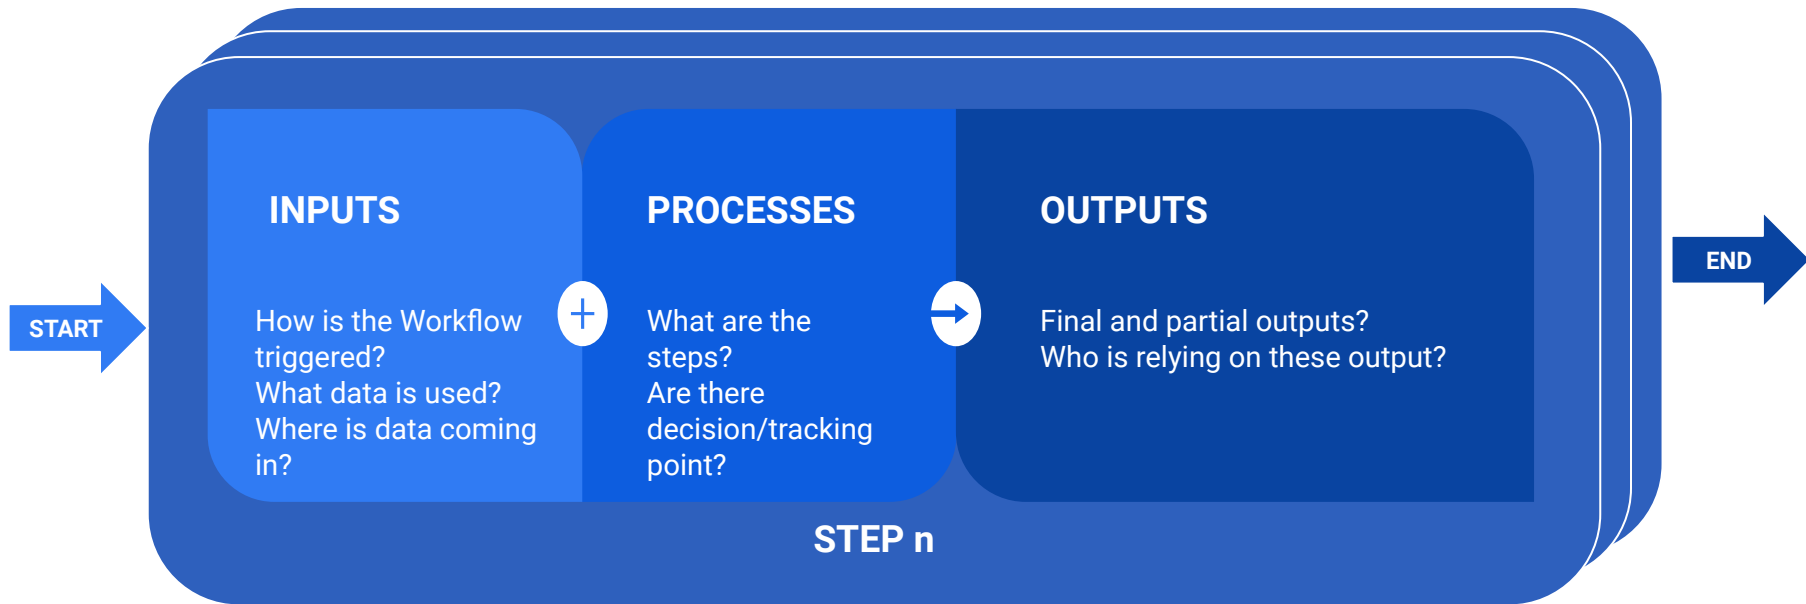 START
INPUTS
How is the Workflow
triggered?
What data is used?
Where is data coming
in?
PROCESSES
What are the
steps?
Are there
decision/tracking
point?
OUTPUTS
Final and partial outputs?
Who is relying on these output?
STEP n
END